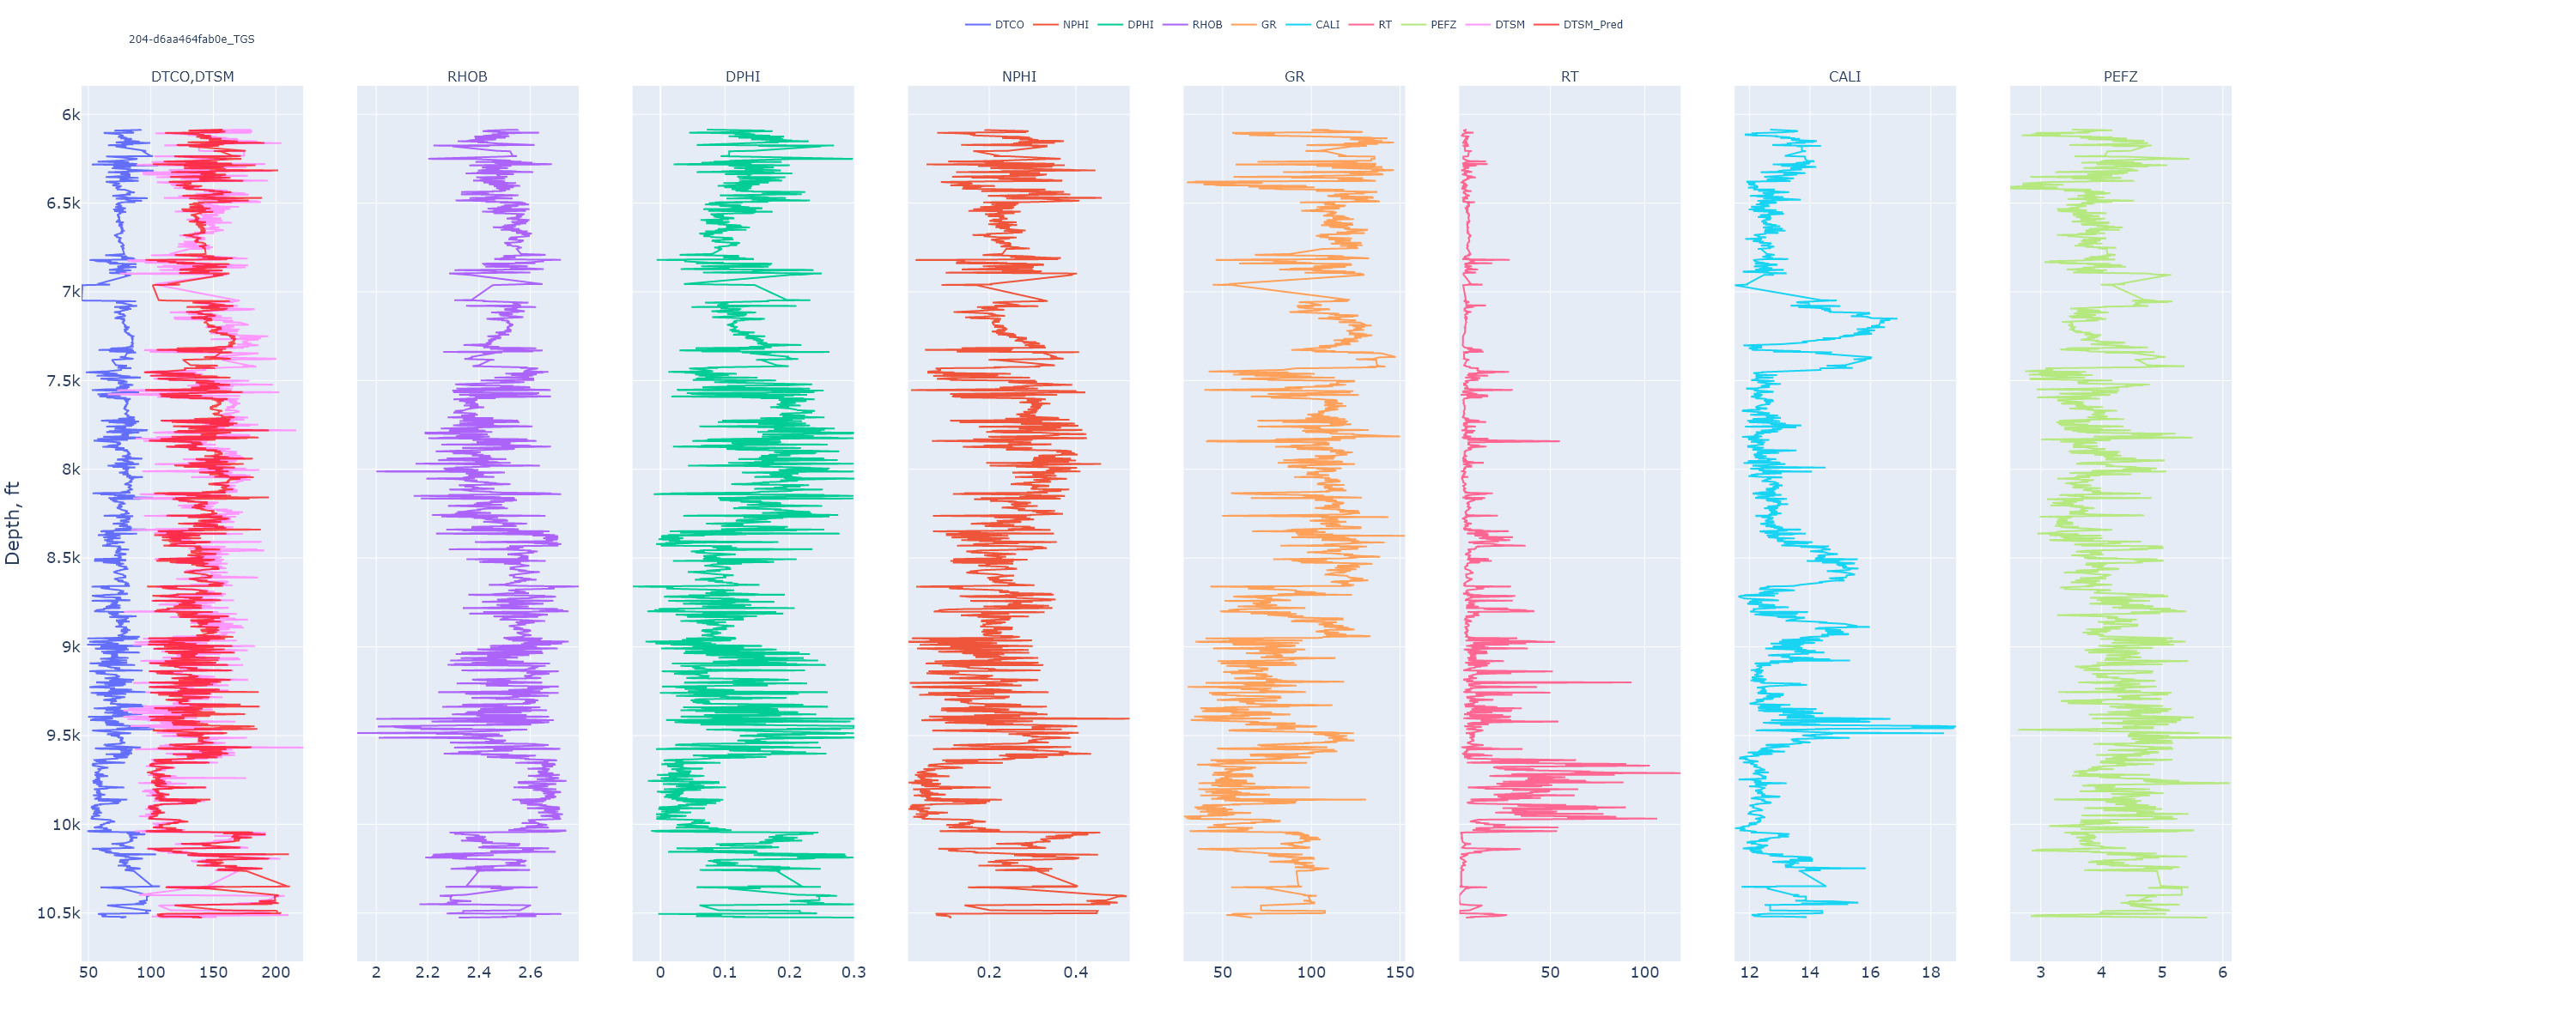 DTCO NPHI DPHI RHOB GR CALI RT PEFZ DTSM DTSM_Pred
204-d6aa464fab0e_TGS
DTCO,DTSM RHOB DPHI NPHI GR RT CALI PEFZ
6k
6.5k
7k
7.5k
8k
8.5k
9k
9.5k
10k
10.5k
Depth, ft
50 100 150 200 2 2.2 2.4 2.6 0 0.1 0.2 0.3 0.2 0.4 50 100 150 50 100 12 14 16 18 3 4 5 6